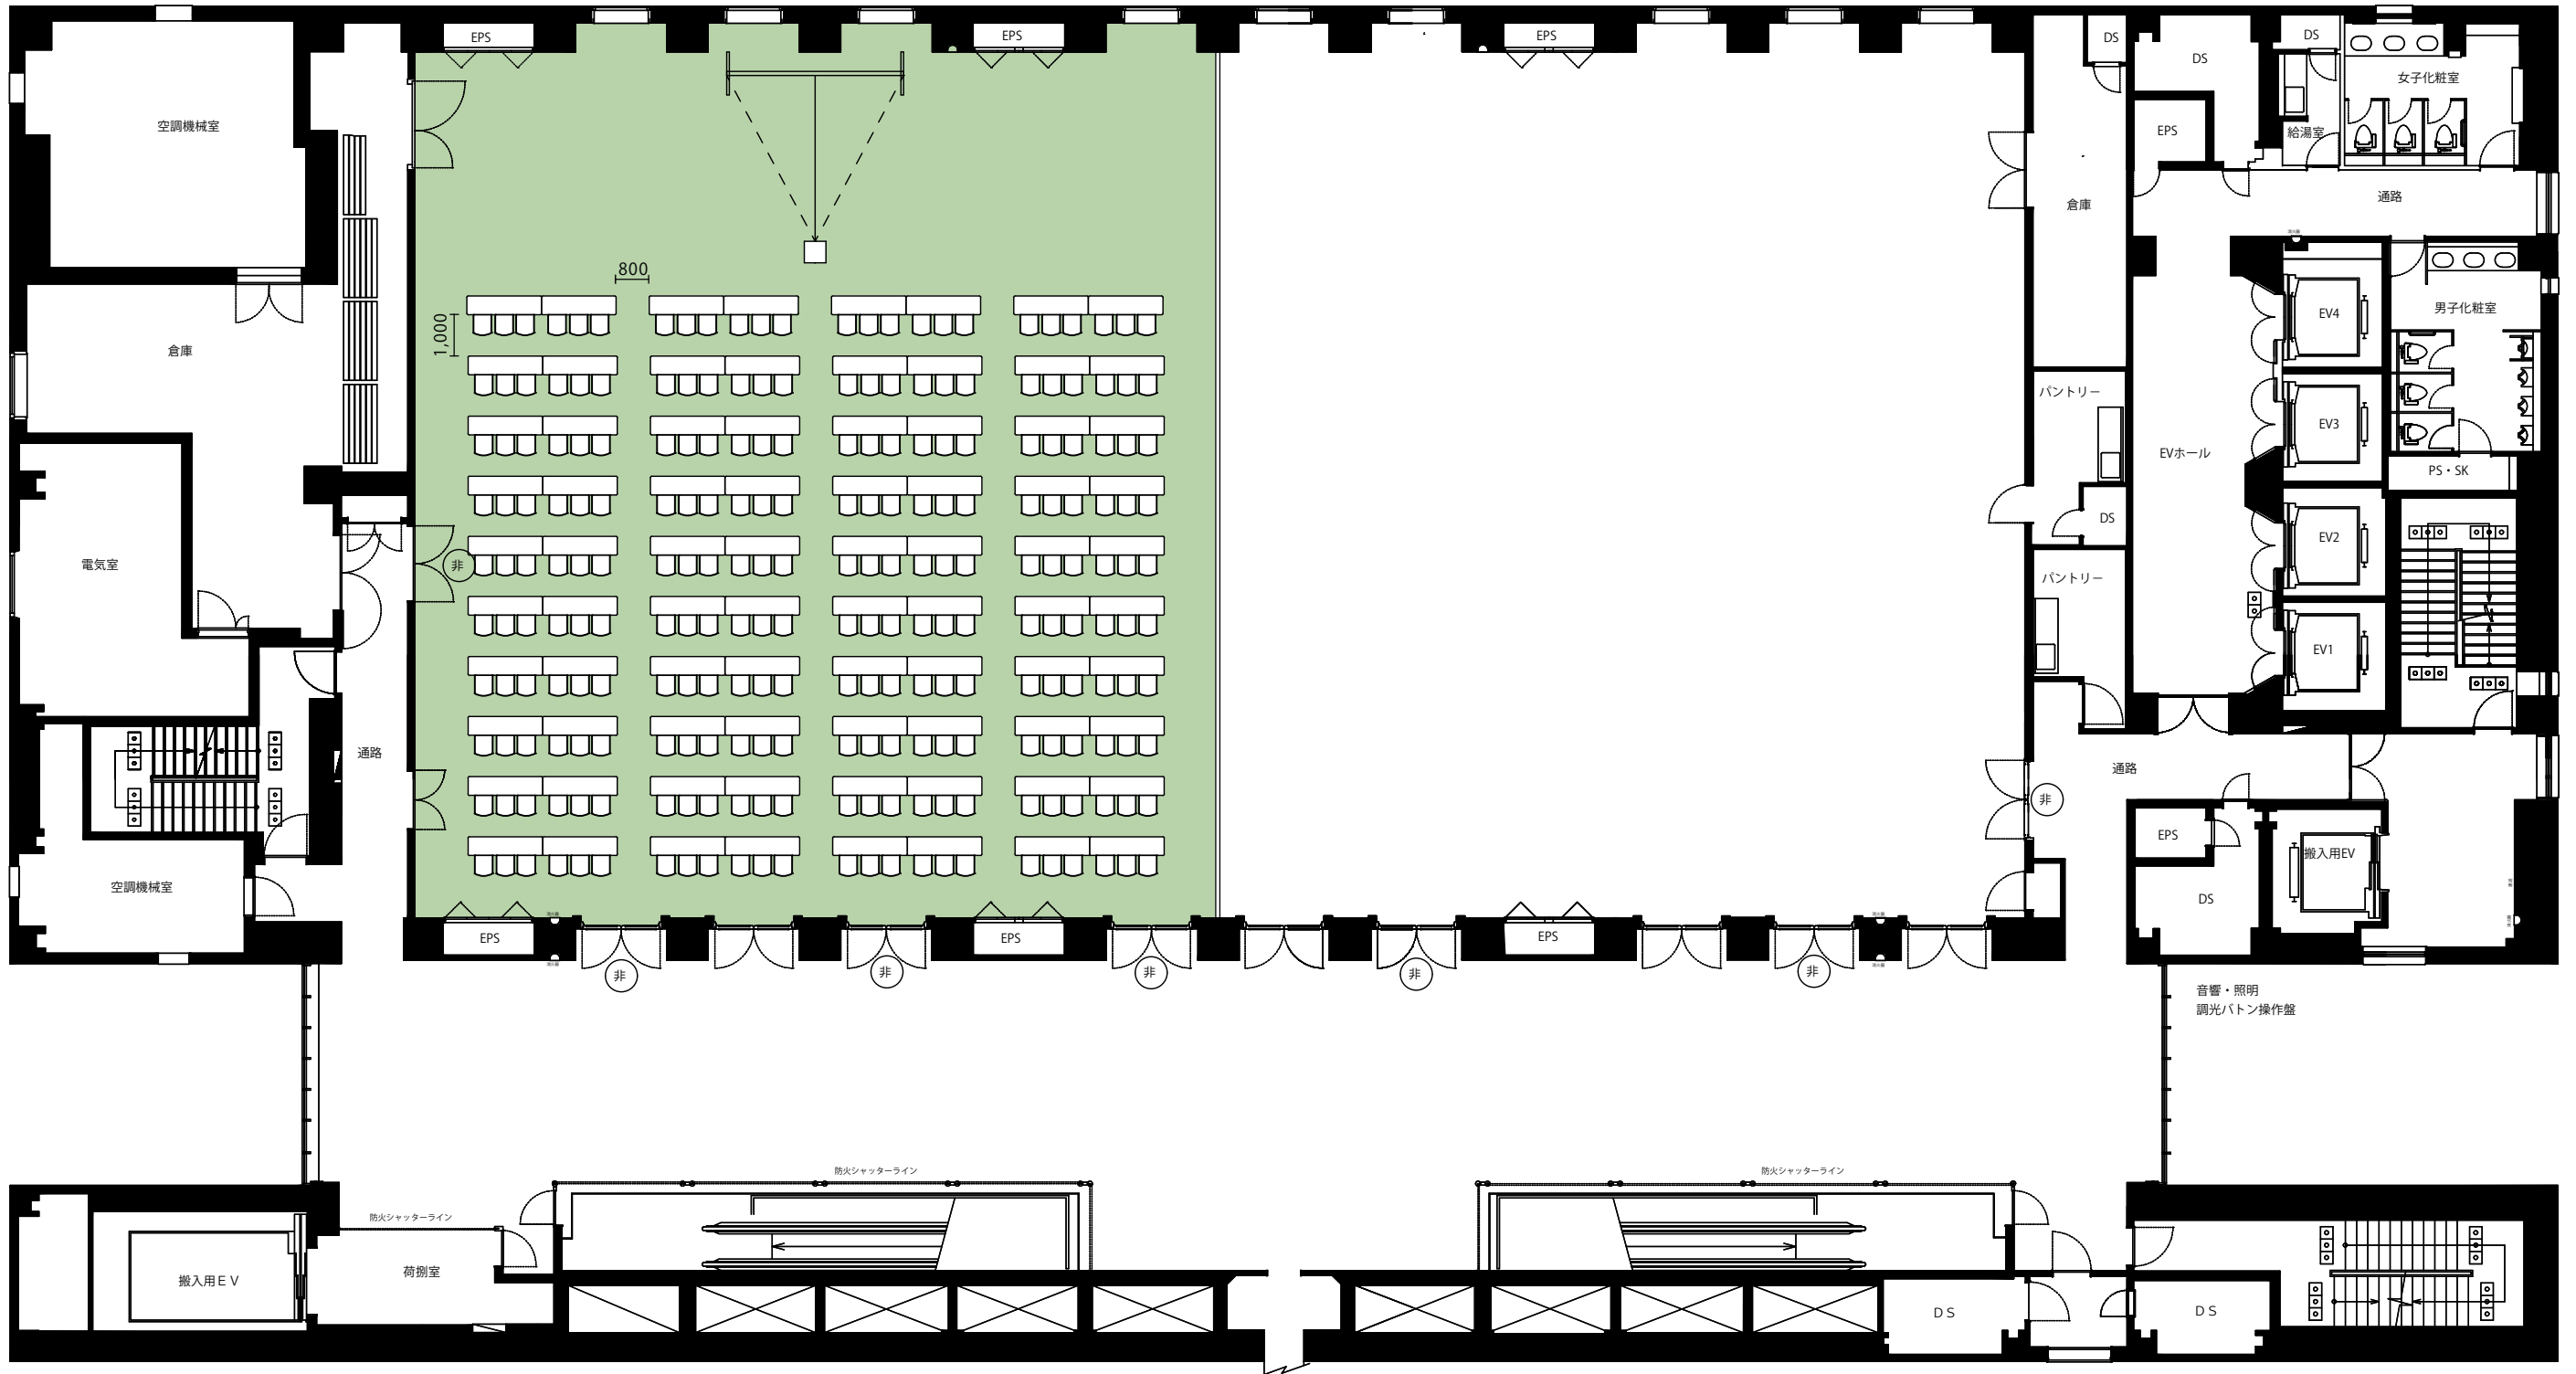 EPS
EPS
EPS
DS
DS
DS
女子化粧室
空調機械室
EPS
給湯室
通路
倉庫
800
1,000
EV4
男子化粧室
倉庫
パントリー
EV3
EVホール
PS・SK
DS
EV2
電気室
非
パントリー
EV1
通路
通路
非
EPS
搬入用EV
空調機械室
DS
EPS
EPS
EPS
非
非
非
非
非
音響・照明
調光バトン操作盤
防火シャッターライン
防火シャッターライン
防火シャッターライン
荷捌室
搬入用EV
DS
DS